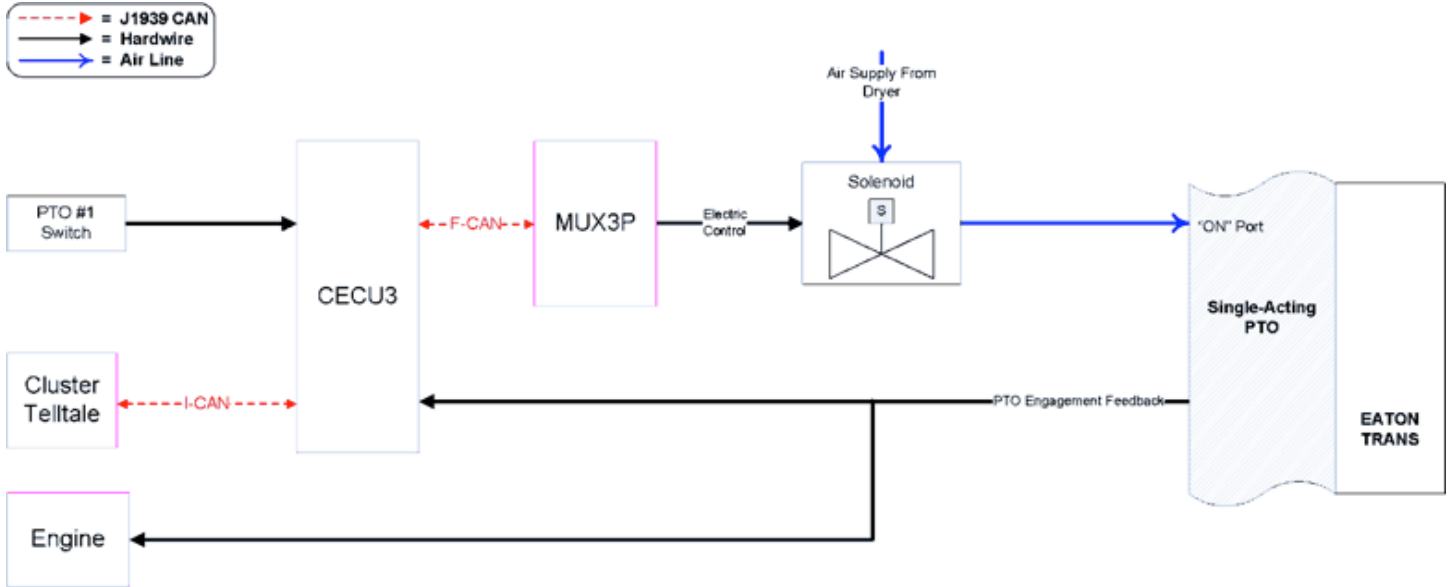 = J1939 CAN
= Hardwire
= Air Line
Air Supply From
Dryer
PTO #1
Switch
CECU3
F-CAN
MUX3P
Electric
Control
Solenoid
S
"ON" Port
Single-Acting
PTO
Cluster
Telltale
I-CAN
PTO Engagement Feedback
EATON
TRANS
Engine